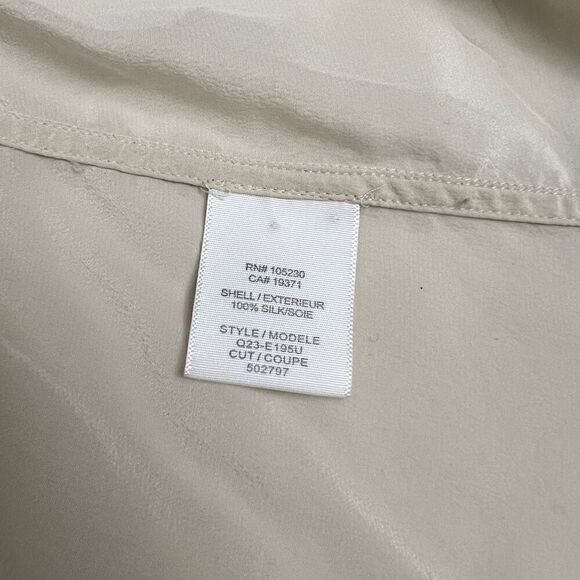 RN# 105230
CA# 19371
SHELL / EXTERIEUR
100% SILK/SOIE
STYLE / MODELE
Q23-E195U
CUT / COUPE
502797